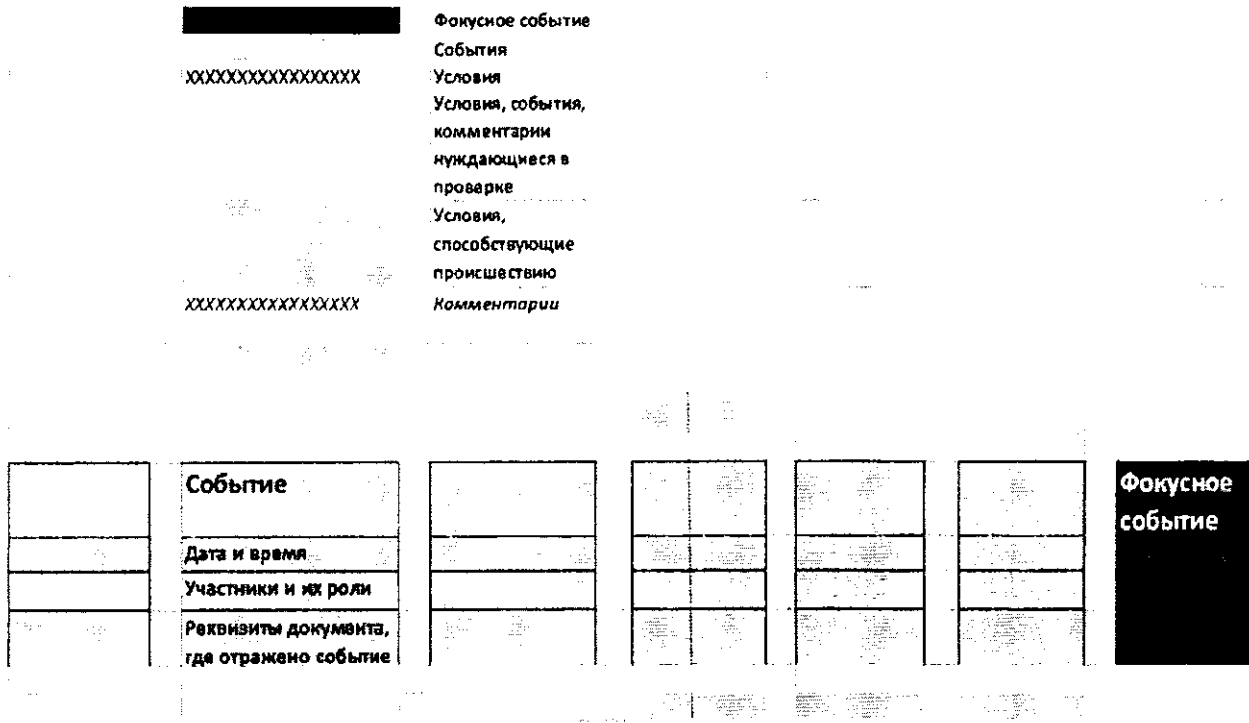 Фокусное событие
События
XXXXXXXXXXXXXXXXX Условия
Условия, события,
комментарии
нуждающиеся в
проверке
Условия,
способствующие
происшествию
XXXXXXXXXXXXXXXXX Комментарии
Событие
Фокусное
событие
Дата и время
Участники и их роли
Реквизиты документа,
где отражено событие